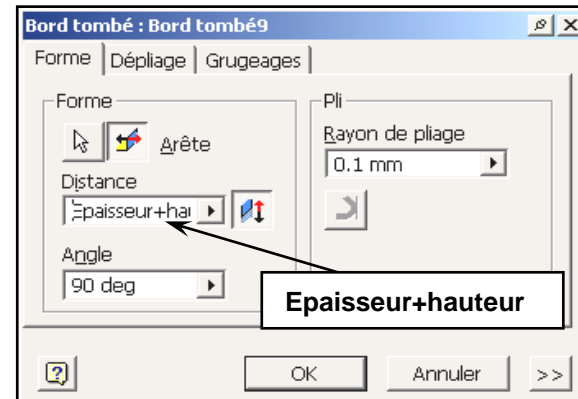 Bord tombé : Bord tombé9
Forme Dépliage Grugeages
Forme
Arête
Distance
Epaisseur+hau
Angle
90 deg
Pli
Rayon de pliage
0.1 mm
Epaisseur+hauteur
OK Annuler >>